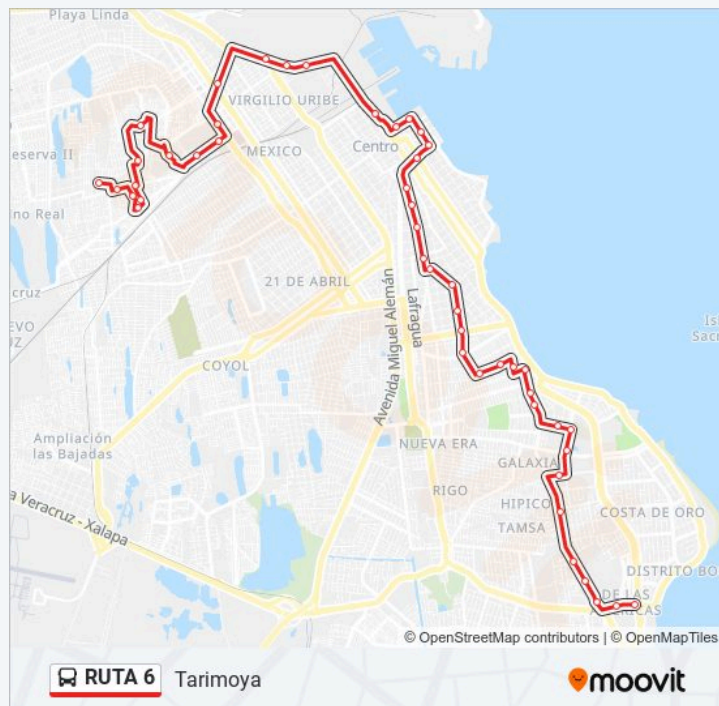 Playa Linda
VIRGILIO URIBE
eserva II
MEXICO
Centro
no Real
cruz
21 DE ABRIL
EVO
UZ
Isl
Sacri
Avenida Miguel Alemán
Lafragua
COYOL
Ampliación
las Bajadas
NUEVA ERA
GALAXIA
RIGO
HIPICO
TAMSA
COSTA DE ORO
a Veracruz - Xalapa
DISTRITO BO
DE LAS
AMERICAS
© OpenStreetMap contributors | © OpenMapTiles
RUTA 6
Tarimoya
moovit